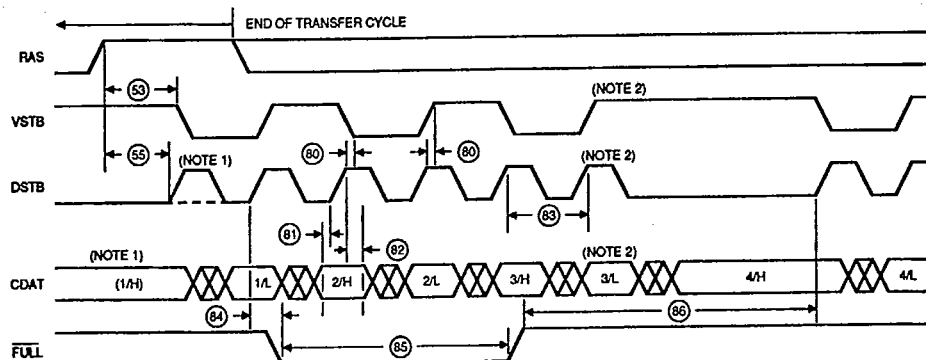 END OF TRANSFER CYCLE
RAS
53
(NOTE 2)
VSTB
55
(NOTE 1)
80
80
(NOTE 2)
DSTB
83
81
82
(NOTE 1)
(NOTE 2)
CDAT
(1/H)
1/L
2/H
2/L
3/H
3/L
4/H
4/L
84
86
85
FULL